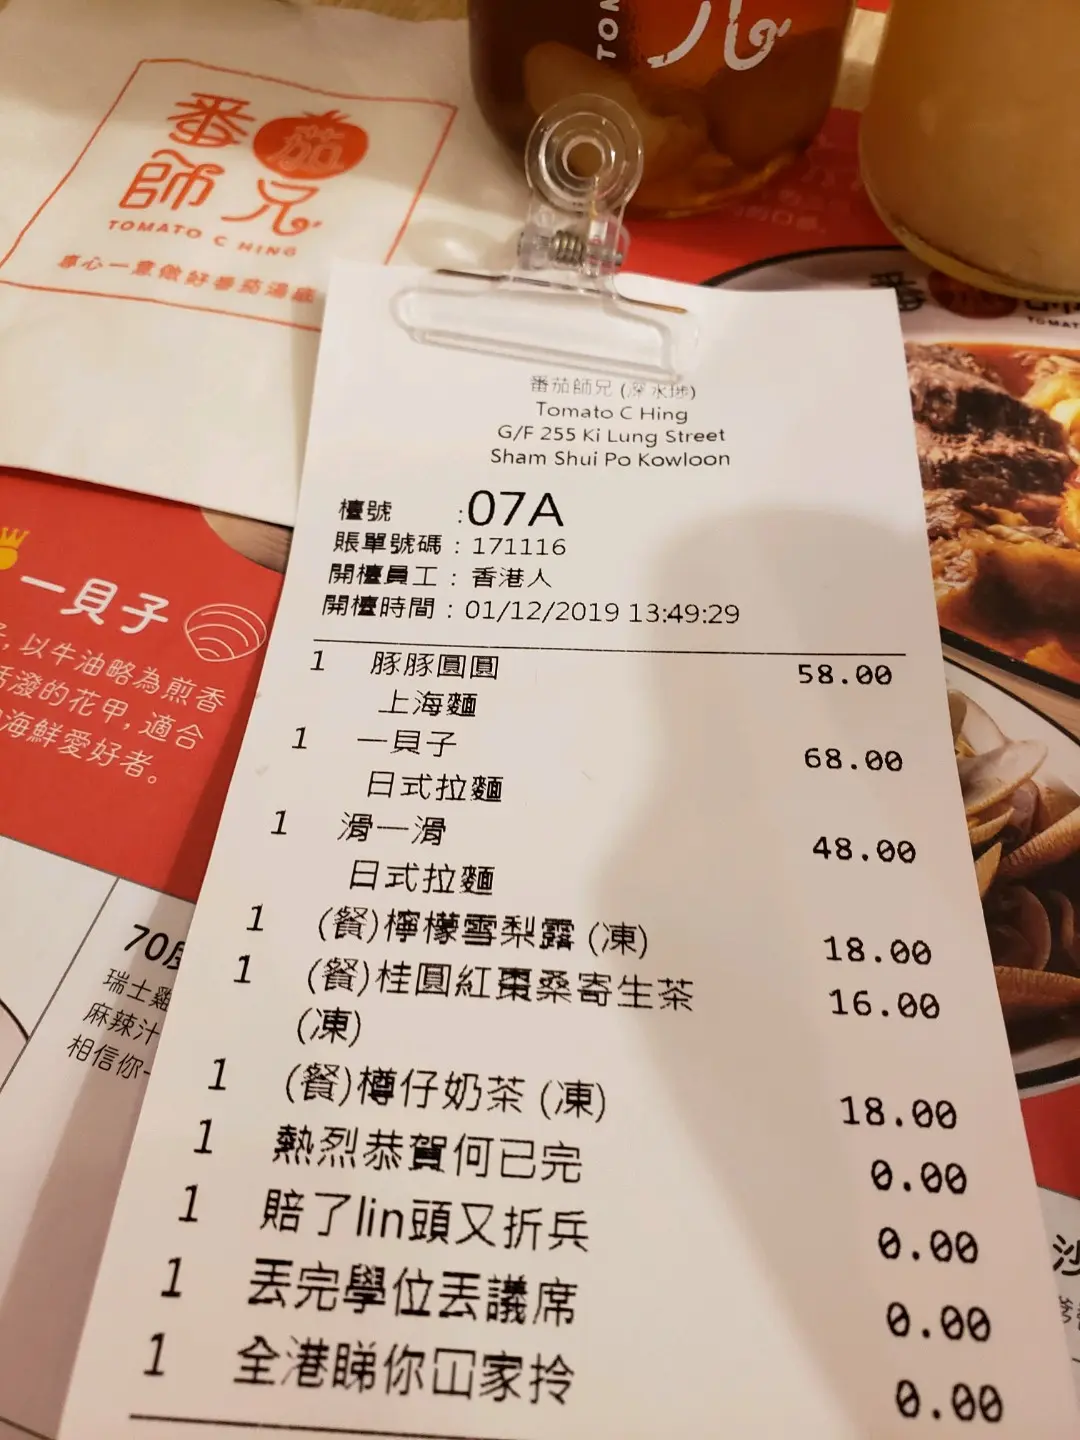 番茄師兄
TOMATO C HING
專心一意做好番茄湯底
番茄師兄 (深水埗)
Tomato C Hing
G/F 255 Ki Lung Street
Sham Shui Po Kowloon
檯號 :07A
賬單號碼 : 171116
開檯員工 : 香港人
開檯時間 : 01/12/2019 13:49:29
1 豚豚圓圓 58.00
上海麵
1 一貝子 68.00
日式拉麵
1 滑一滑 48.00
日式拉麵
1 (餐)檸檬雪梨露 (凍) 18.00
1 (餐)桂圓紅棗桑寄生茶 16.00
(凍)
1 (餐)樽仔奶茶 (凍) 18.00
1 熱烈恭賀何已完 0.00
1 賠了lin頭又折兵 0.00
1 丟完學位丟議席 0.00
1 全港睇你冚家拎 0.00
一貝子
以牛油略為煎香
活潑的花甲, 適合
海鮮愛好者。
70
瑞士雞
麻辣汁
相信你